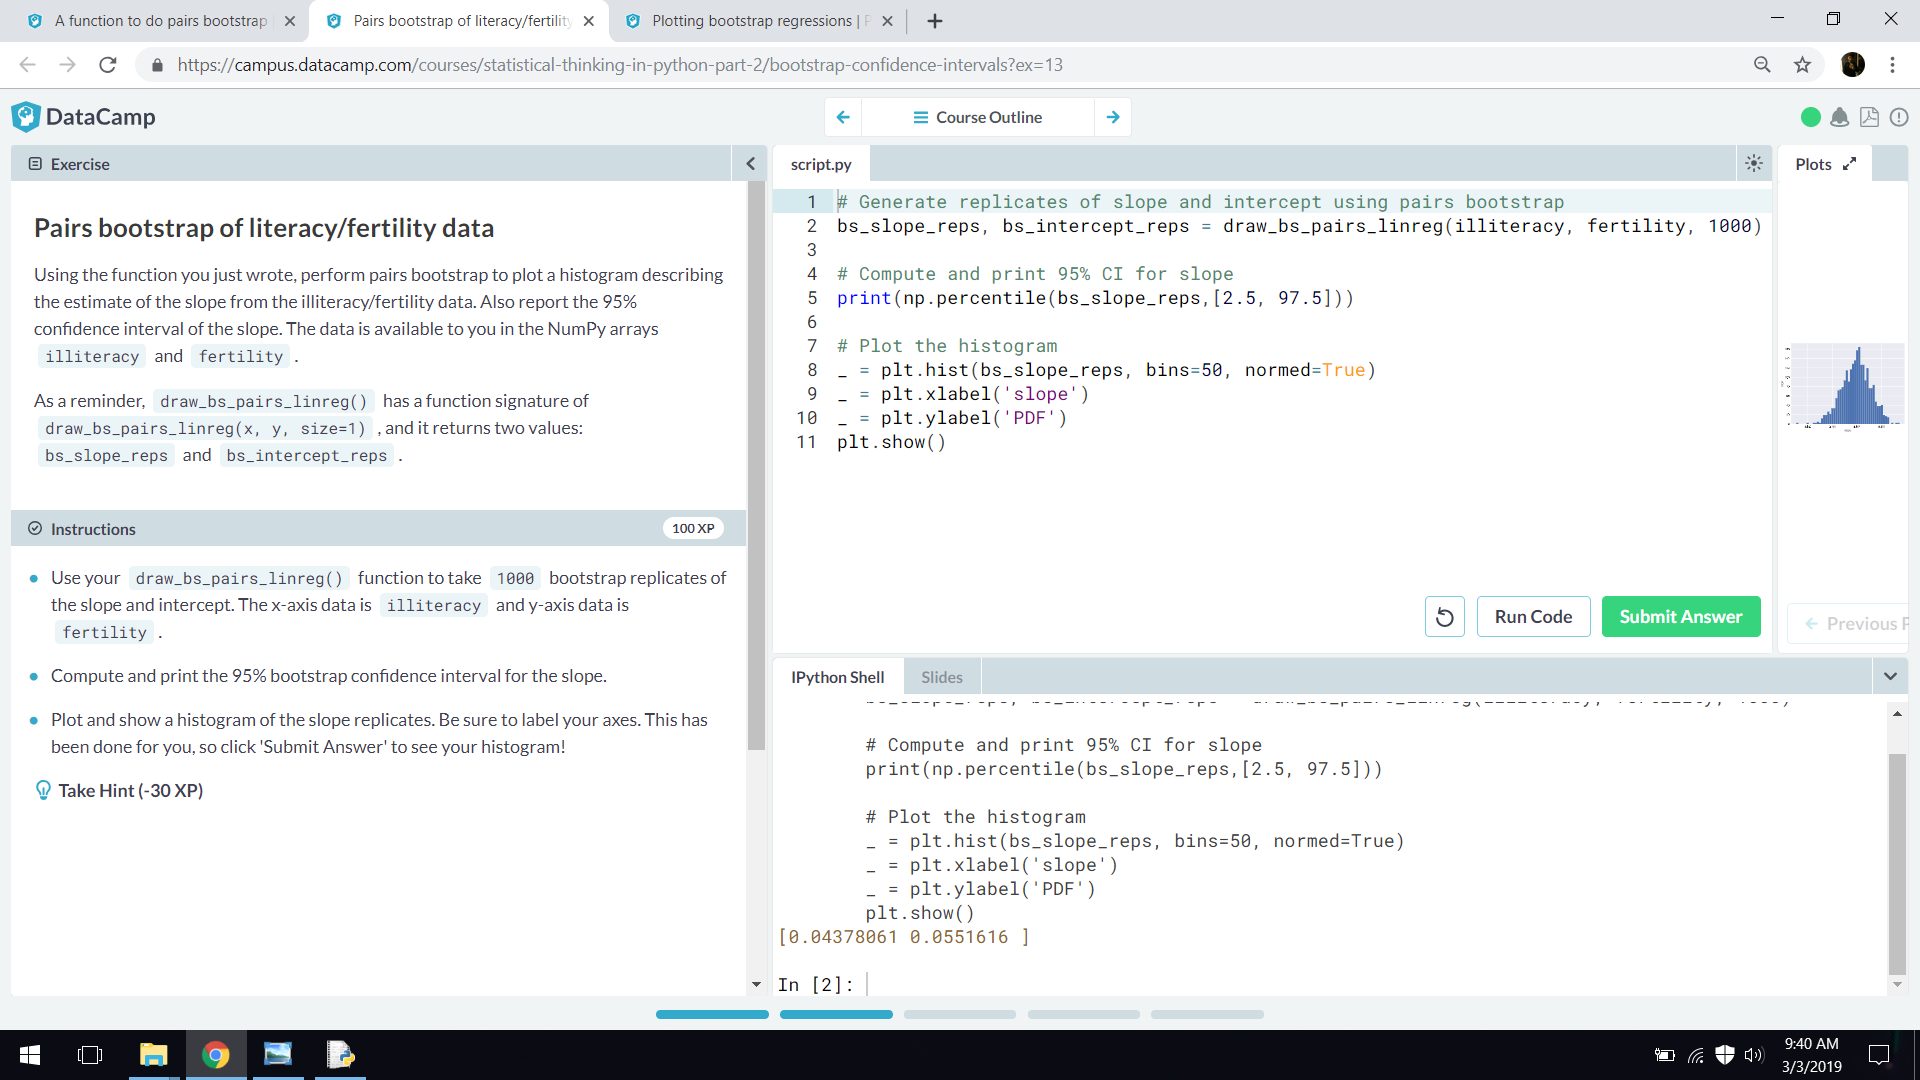 A function to do pairs bootstrap
Pairs bootstrap of literacy/fertility
Plotting bootstrap regressions |
https://campus.datacamp.com/courses/statistical-thinking-in-python-part-2/bootstrap-confidence-intervals?ex=13
DataCamp
Course Outline
Exercise
script.py
Plots
Pairs bootstrap of literacy/fertility data
Using the function you just wrote, perform pairs bootstrap to plot a histogram describing
the estimate of the slope from the illiteracy/fertility data. Also report the 95%
confidence interval of the slope. The data is available to you in the NumPy arrays
illiteracy and fertility .
As a reminder, draw_bs_pairs_linreg() has a function signature of
draw_bs_pairs_linreg(x, y, size=1) , and it returns two values:
bs_slope_reps and bs_intercept_reps .
Instructions
100 XP
Use your draw_bs_pairs_linreg() function to take 1000 bootstrap replicates of
the slope and intercept. The x-axis data is illiteracy and y-axis data is
fertility .
Compute and print the 95% bootstrap confidence interval for the slope.
Plot and show a histogram of the slope replicates. Be sure to label your axes. This has
been done for you, so click 'Submit Answer' to see your histogram!
Take Hint (-30 XP)
1 # Generate replicates of slope and intercept using pairs bootstrap
2 bs_slope_reps, bs_intercept_reps = draw_bs_pairs_linreg(illiteracy, fertility, 1000)
3
4 # Compute and print 95% CI for slope
5 print(np.percentile(bs_slope_reps,[2.5, 97.5]))
6
7 # Plot the histogram
8 _ = plt.hist(bs_slope_reps, bins=50, normed=True)
9 _ = plt.xlabel('slope')
10 _ = plt.ylabel('PDF')
11 plt.show()
Run Code
Submit Answer
Previous P
IPython Shell
Slides
bs_slope_reps, bs_intercept_reps = draw_bs_pairs_linreg(illiteracy, fertility, 1000)
# Compute and print 95% CI for slope
print(np.percentile(bs_slope_reps,[2.5, 97.5]))
# Plot the histogram
_ = plt.hist(bs_slope_reps, bins=50, normed=True)
_ = plt.xlabel('slope')
_ = plt.ylabel('PDF')
plt.show()
[0.04378061 0.0551616 ]
In [2]:
9:40 AM
3/3/2019